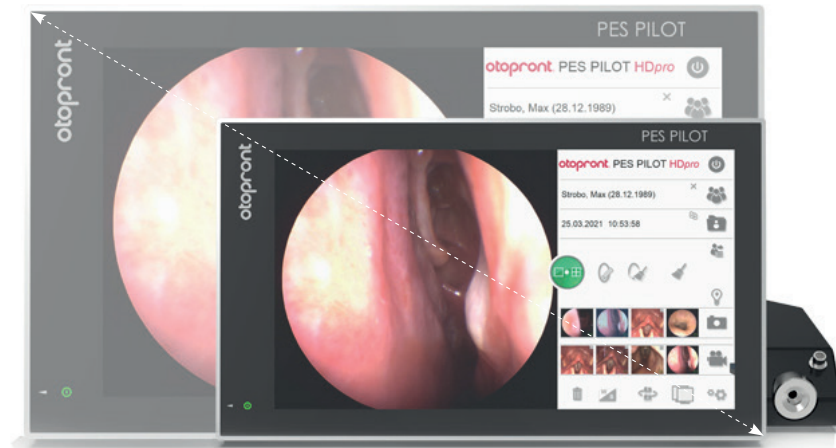 PES PILOT
otopront
otopront PES PILOT HDpro
Strobo, Max (28.12.1989)
PES PILOT
otopront
otopront PES PILOT HDpro
Strobo, Max (28.12.1989)
25.03.2021 10:53:58